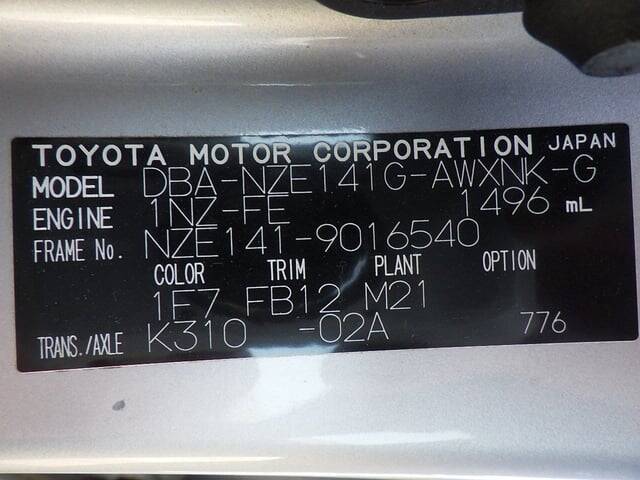 TOYOTA MOTOR CORPORATION JAPAN
MODEL DBA-NZE141G-AWXNK-G
ENGINE 1NZ-FE 1496 mL
FRAME No. NZE141-9016540
COLOR TRIM PLANT OPTION
1F7 FB12 M21
TRANS./AXLE K310 -02A 776